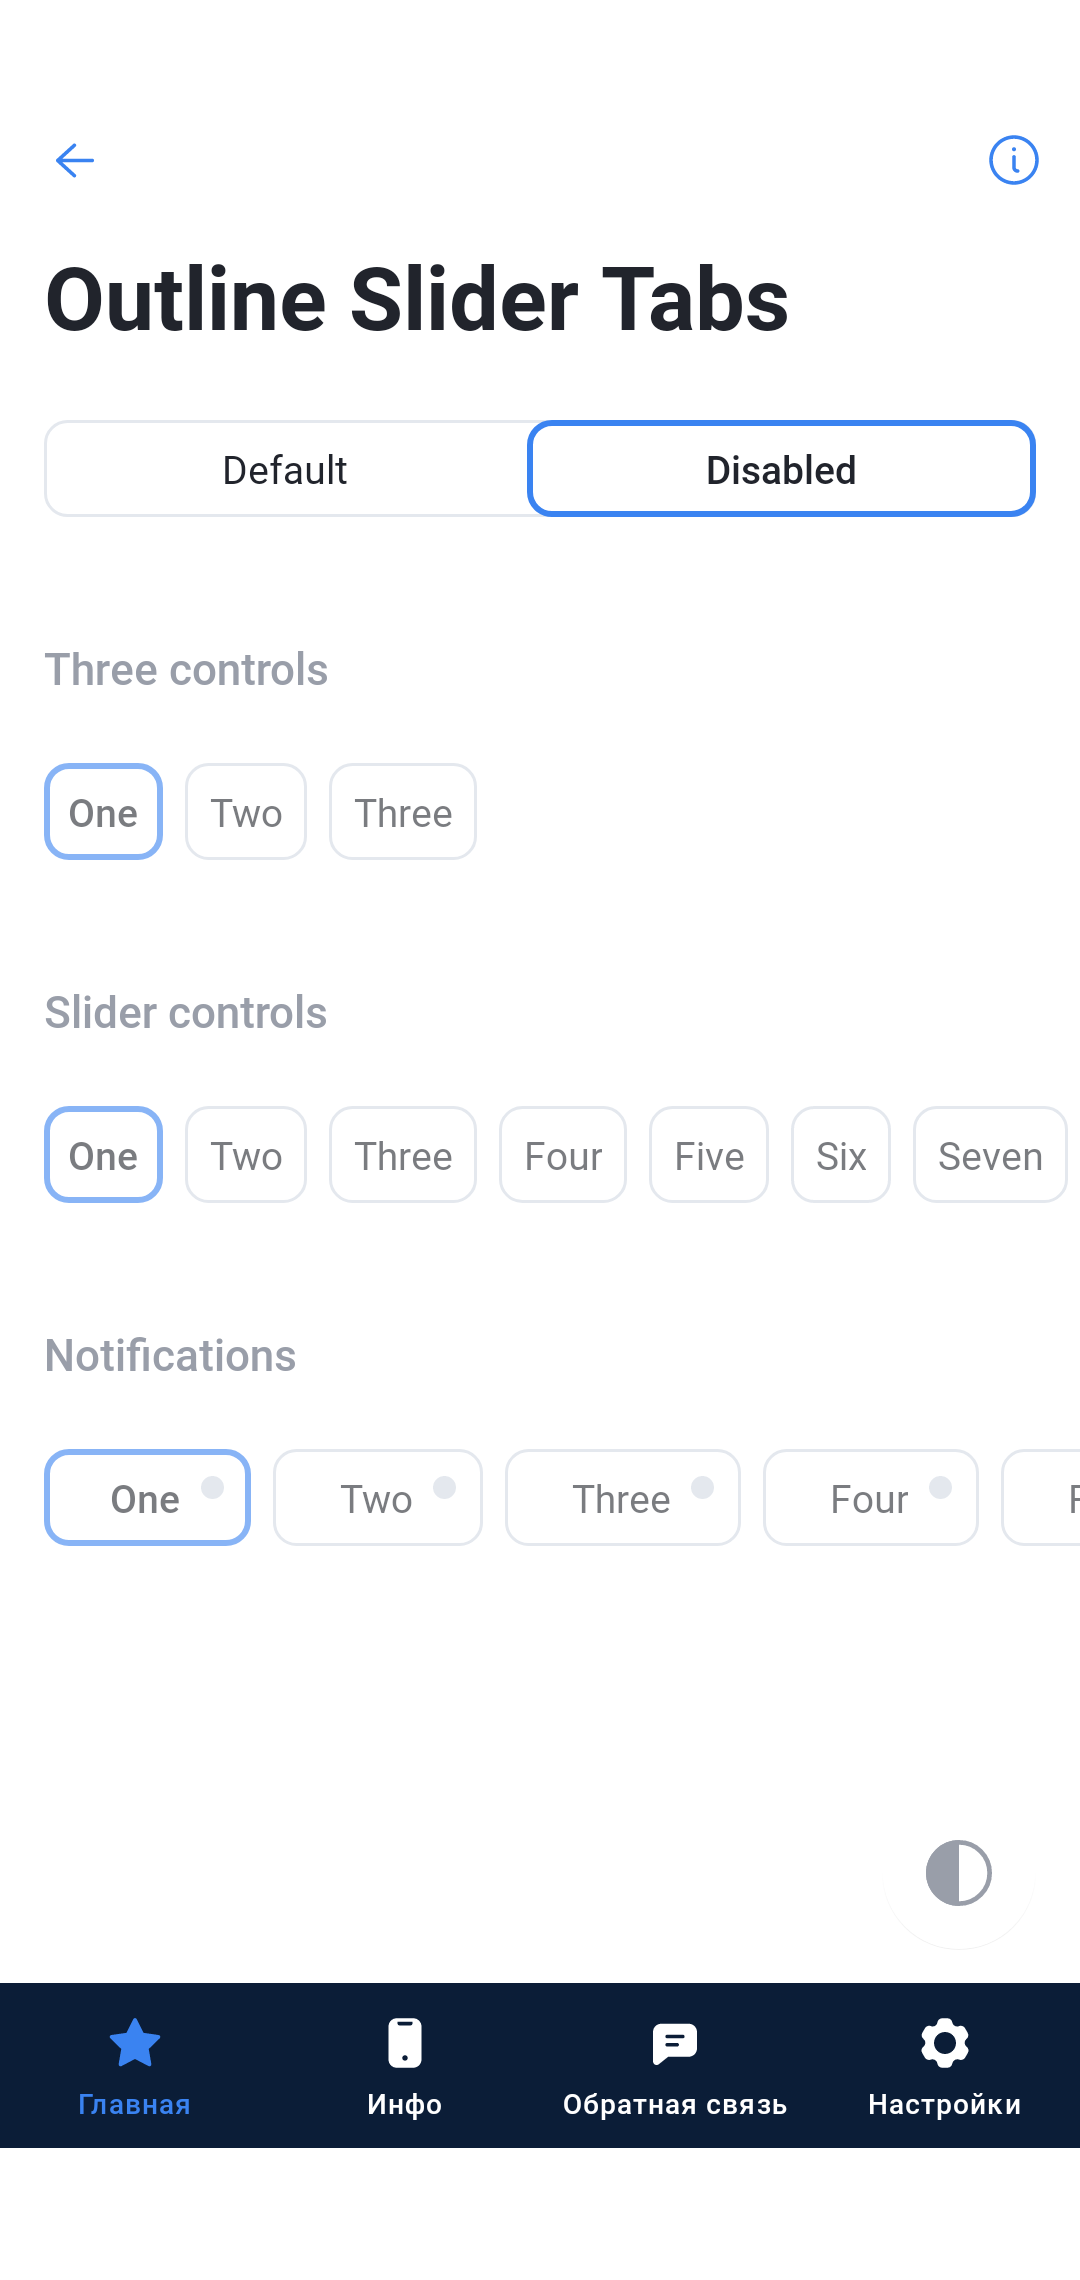 Outline Slider Tabs
Default Disabled
Three controls
One Two Three
Slider controls
One Two Three Four Five Six Seven
Notifications
One Two Three Four
Главная Инфо Обратная связь Настройки